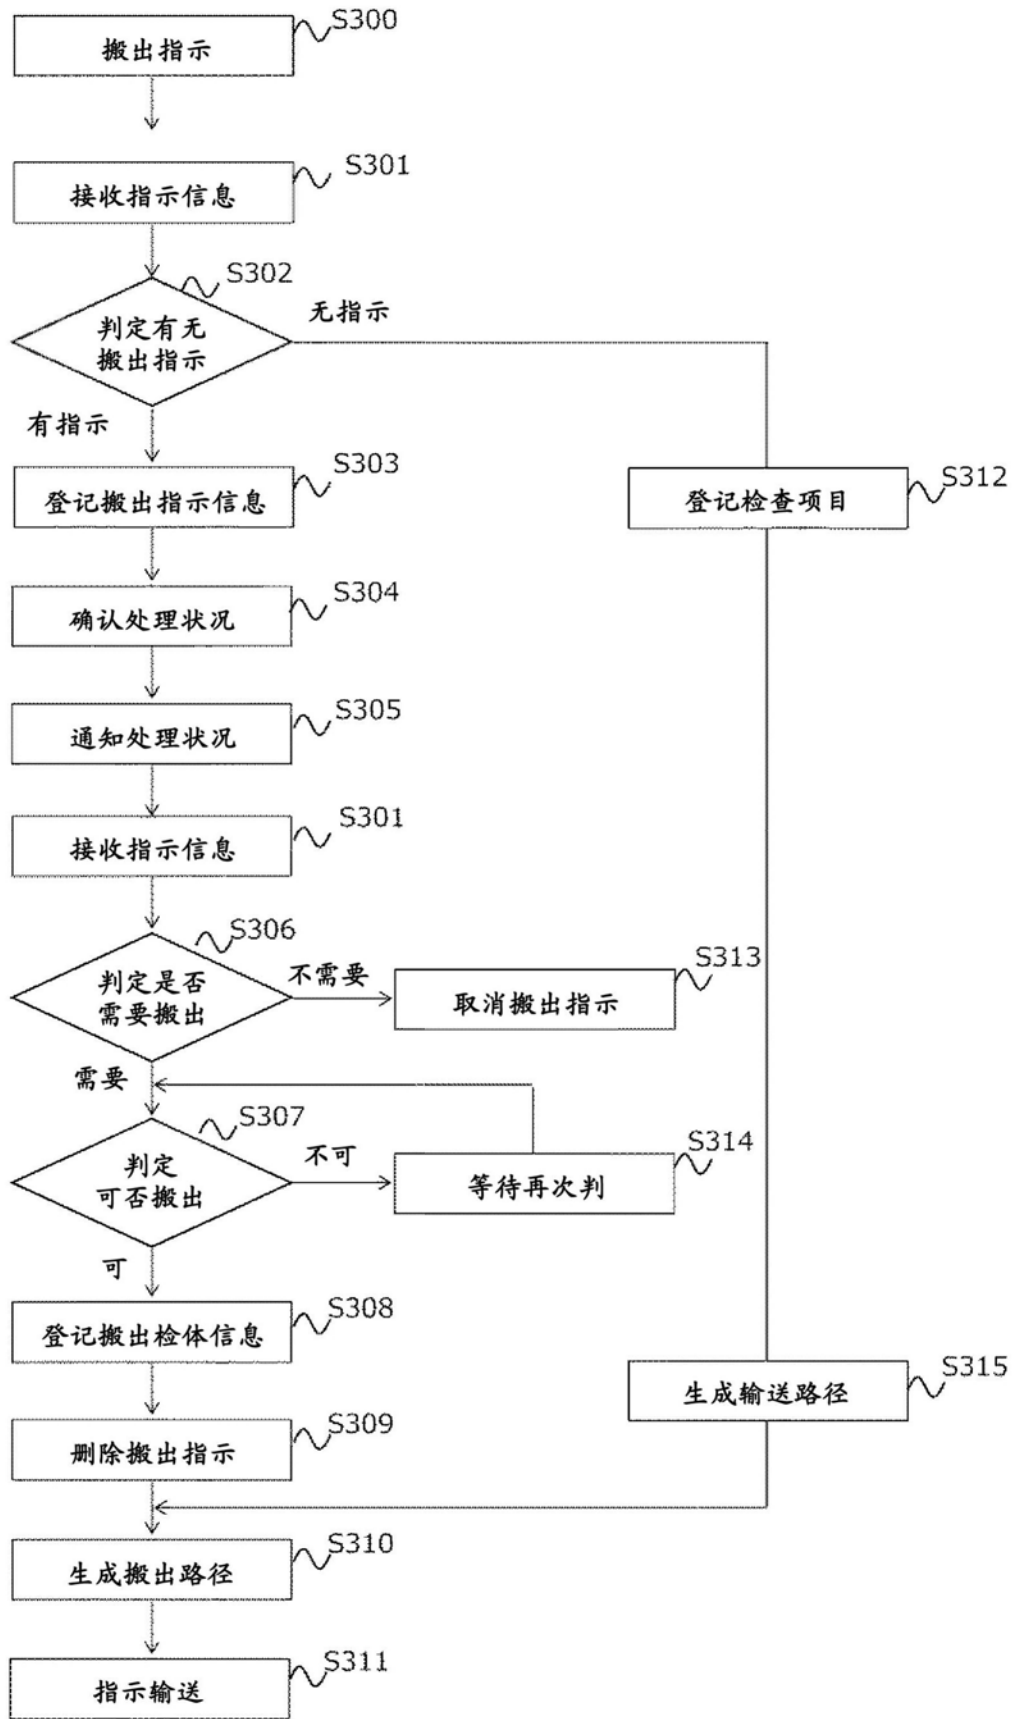 S300
搬出指示
S301
接收指示信息
S302
判定有无
搬出指示
无指示
有指示
S303
登记搬出指示信息
S312
登记检查项目
S304
确认处理状况
S305
通知处理状况
S301
接收指示信息
S306
判定是否
需要搬出
不需要
S313
取消搬出指示
需要
S307
判定
可否搬出
不可
S314
等待再次判
可
S308
登记搬出检体信息
S315
生成输送路径
S309
删除搬出指示
S310
生成搬出路径
S311
指示输送